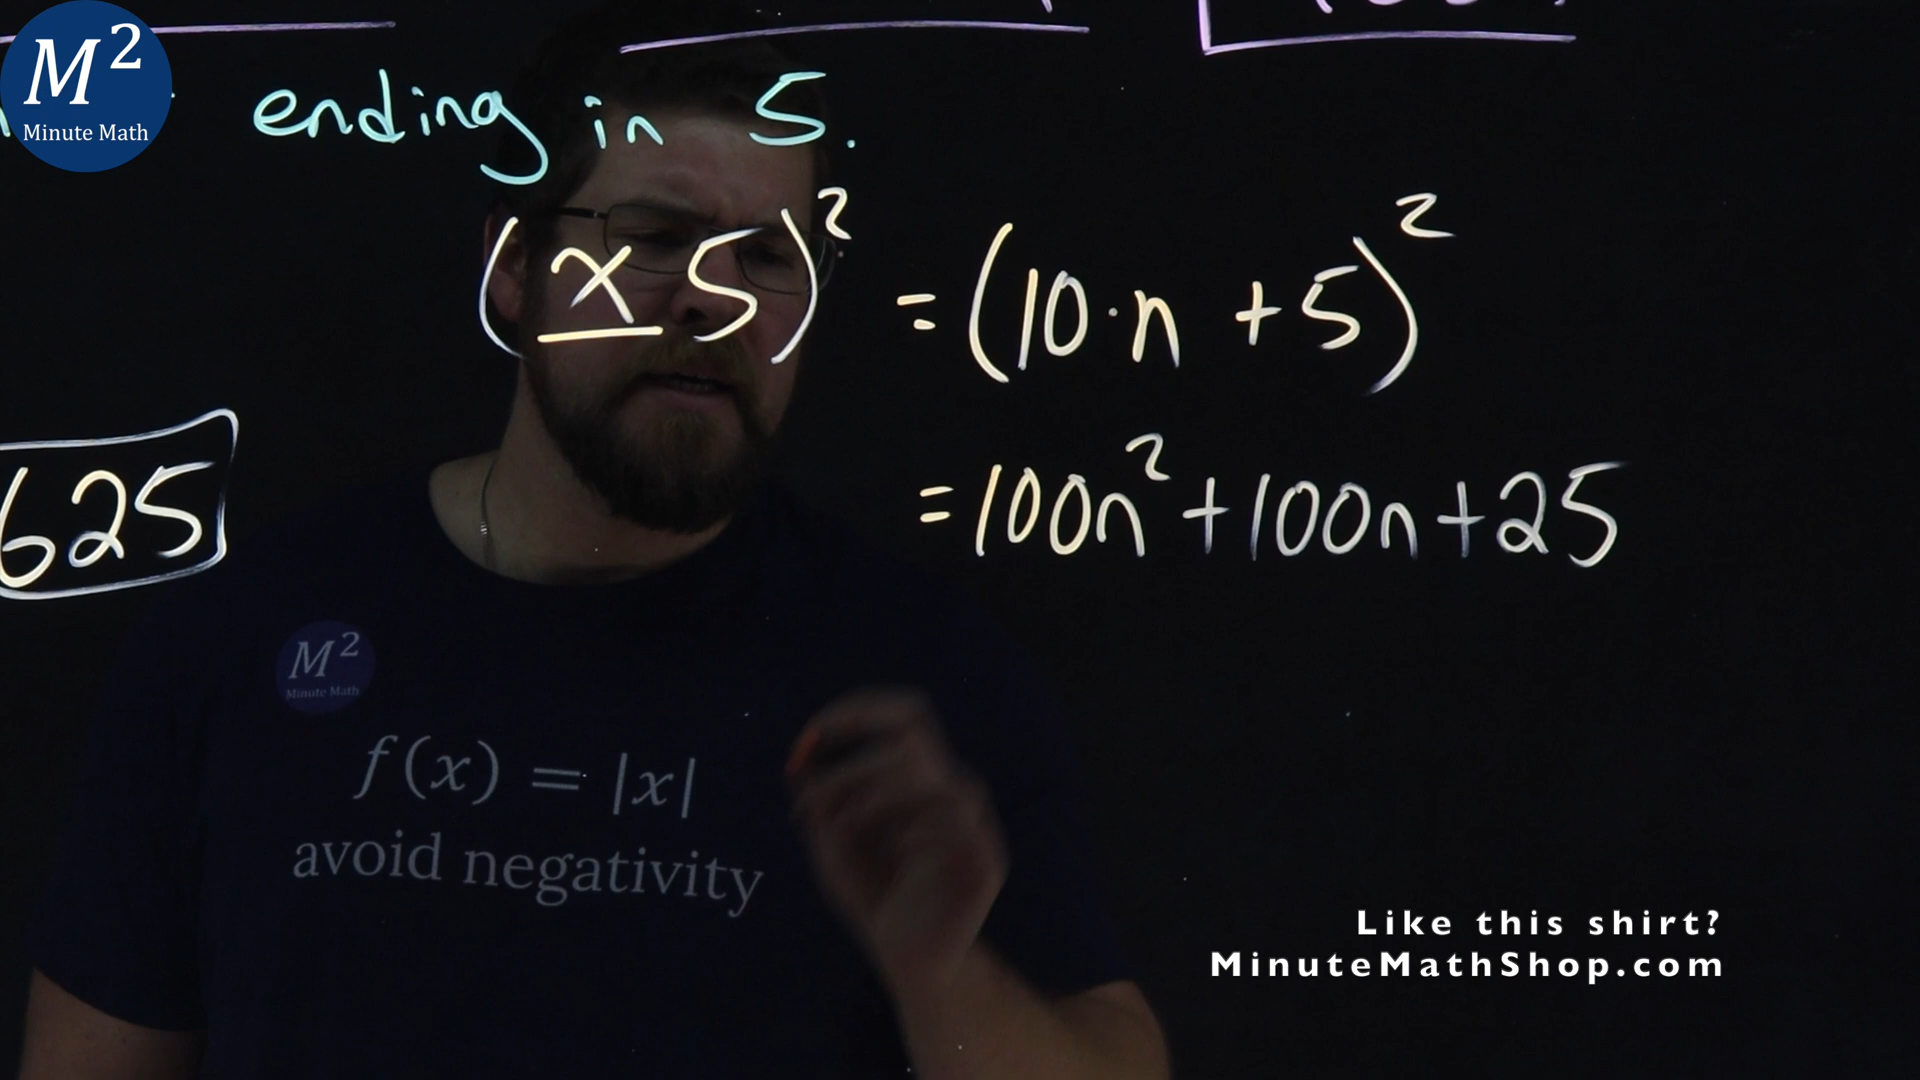 M²
Minute Math
ending in 5.
(x5)² = (10·n + 5)²
625
= 100n² + 100n + 25
M²
Minute Math
f(x) = |x|
avoid negativity
Like this shirt?
MinuteMathShop.com